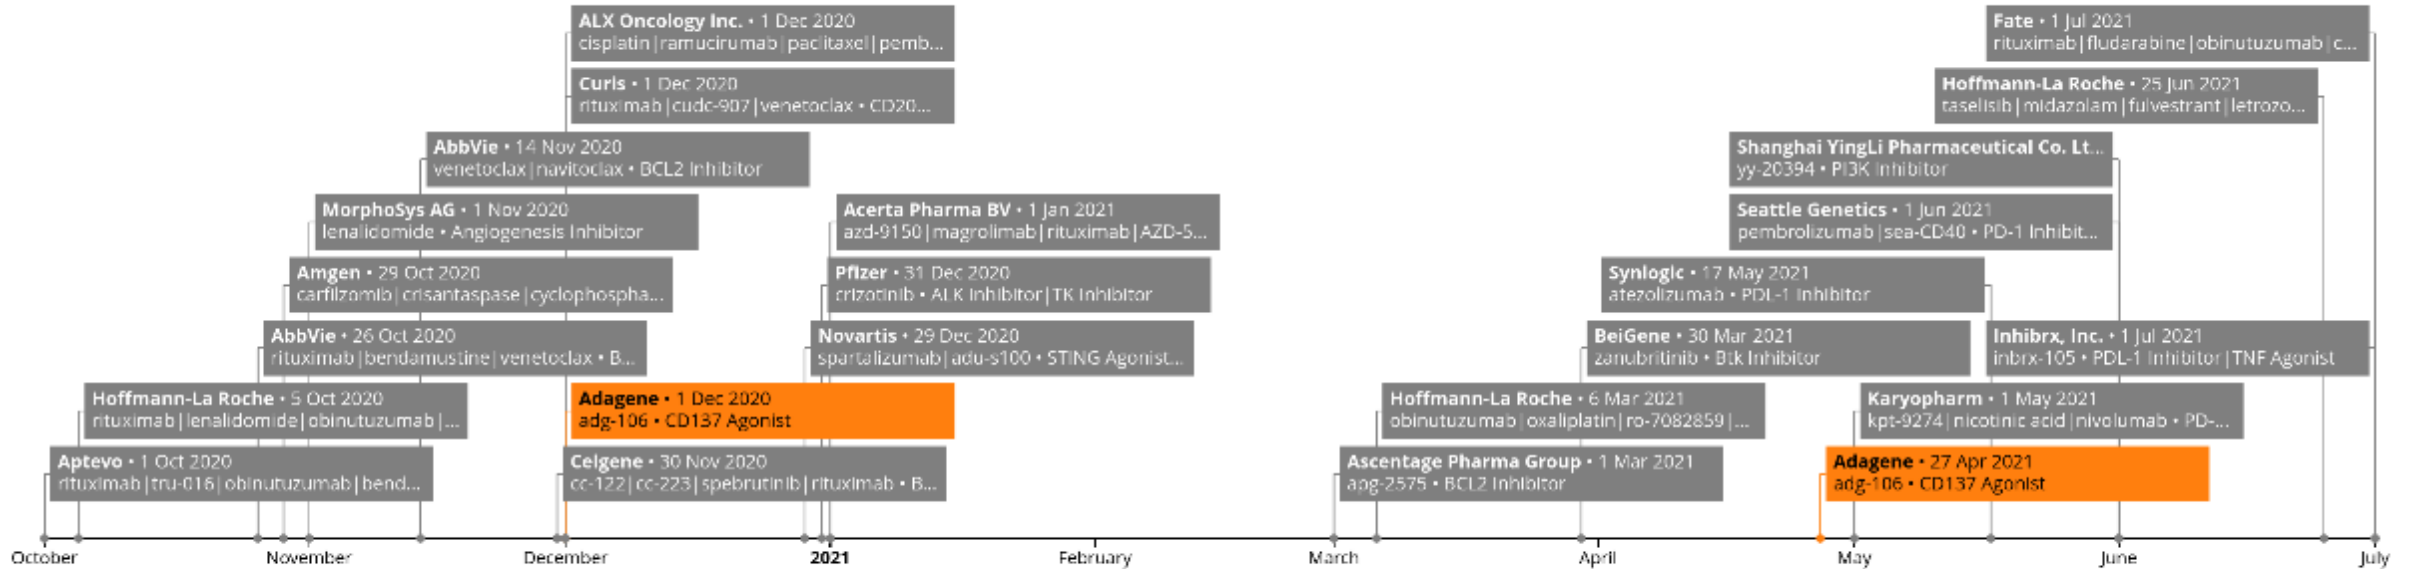 ALX Oncology Inc. • 1 Dec 2020
cisplatin|ramucirumab|paclitaxel|pemb...
Fate • 1 Jul 2021
rituximab|fludarabine|obinutuzumab|c...
Curis • 1 Dec 2020
rituximab|cudc-907|venetoclax • CD20...
Hoffmann-La Roche • 25 Jun 2021
taselisib|midazolam|fulvestrant|letrozo...
AbbVie • 14 Nov 2020
venetoclax|navitoclax • BCL2 Inhibitor
Shanghai YingLi Pharmaceutical Co. Lt...
yy-20394 • PI3K Inhibitor
MorphoSys AG • 1 Nov 2020
lenalidomide • Angiogenesis Inhibitor
Acerta Pharma BV • 1 Jan 2021
azd-9150|magrolimab|rituximab|AZD-5...
Seattle Genetics • 1 Jun 2021
pembrolizumab|sea-CD40 • PD-1 Inhibit...
Amgen • 29 Oct 2020
carfilzomib|crisantaspase|cyclophospha...
Pfizer • 31 Dec 2020
crizotinib • ALK Inhibitor|TK Inhibitor
Synlogic • 17 May 2021
atezolizumab • PDL-1 Inhibitor
AbbVie • 26 Oct 2020
rituximab|bendamustine|venetoclax • B...
Novartis • 29 Dec 2020
spartalizumab|adu-s100 • STING Agonist...
BeiGene • 30 Mar 2021
zanubritinib • Btk Inhibitor
Inhibrx, Inc. • 1 Jul 2021
inbrx-105 • PDL-1 Inhibitor|TNF Agonist
Hoffmann-La Roche • 5 Oct 2020
rituximab|lenalidomide|obinutuzumab|...
Adagene • 1 Dec 2020
adg-106 • CD137 Agonist
Hoffmann-La Roche • 6 Mar 2021
obinutuzumab|oxaliplatin|ro-7082859|...
Karyopharm • 1 May 2021
kpt-9274|nicotinic acid|nivolumab • PD-...
Aptevo • 1 Oct 2020
rituximab|tru-016|obinutuzumab|bend...
Celgene • 30 Nov 2020
cc-122|cc-223|spebrutinib|rituximab • B...
Ascentage Pharma Group • 1 Mar 2021
apg-2575 • BCL2 Inhibitor
Adagene • 27 Apr 2021
adg-106 • CD137 Agonist
October November December 2021 February March April May June July